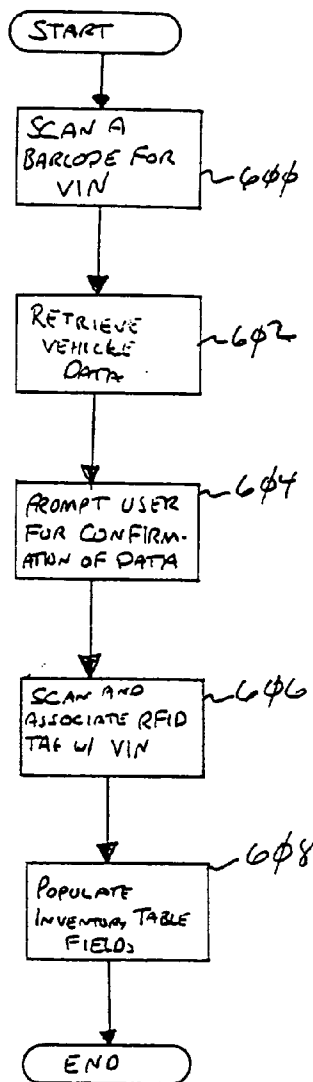 START
SCAN A
BARCODE FOR
VIN
600
RETRIEVE
VEHICLE
DATA
602
PROMPT USER
FOR CONFIRM-
ATION OF DATA
604
SCAN AND
ASSOCIATE RFID
TAG W/ VIN
606
POPULATE
INVENTORY TABLE
FIELDS
608
END